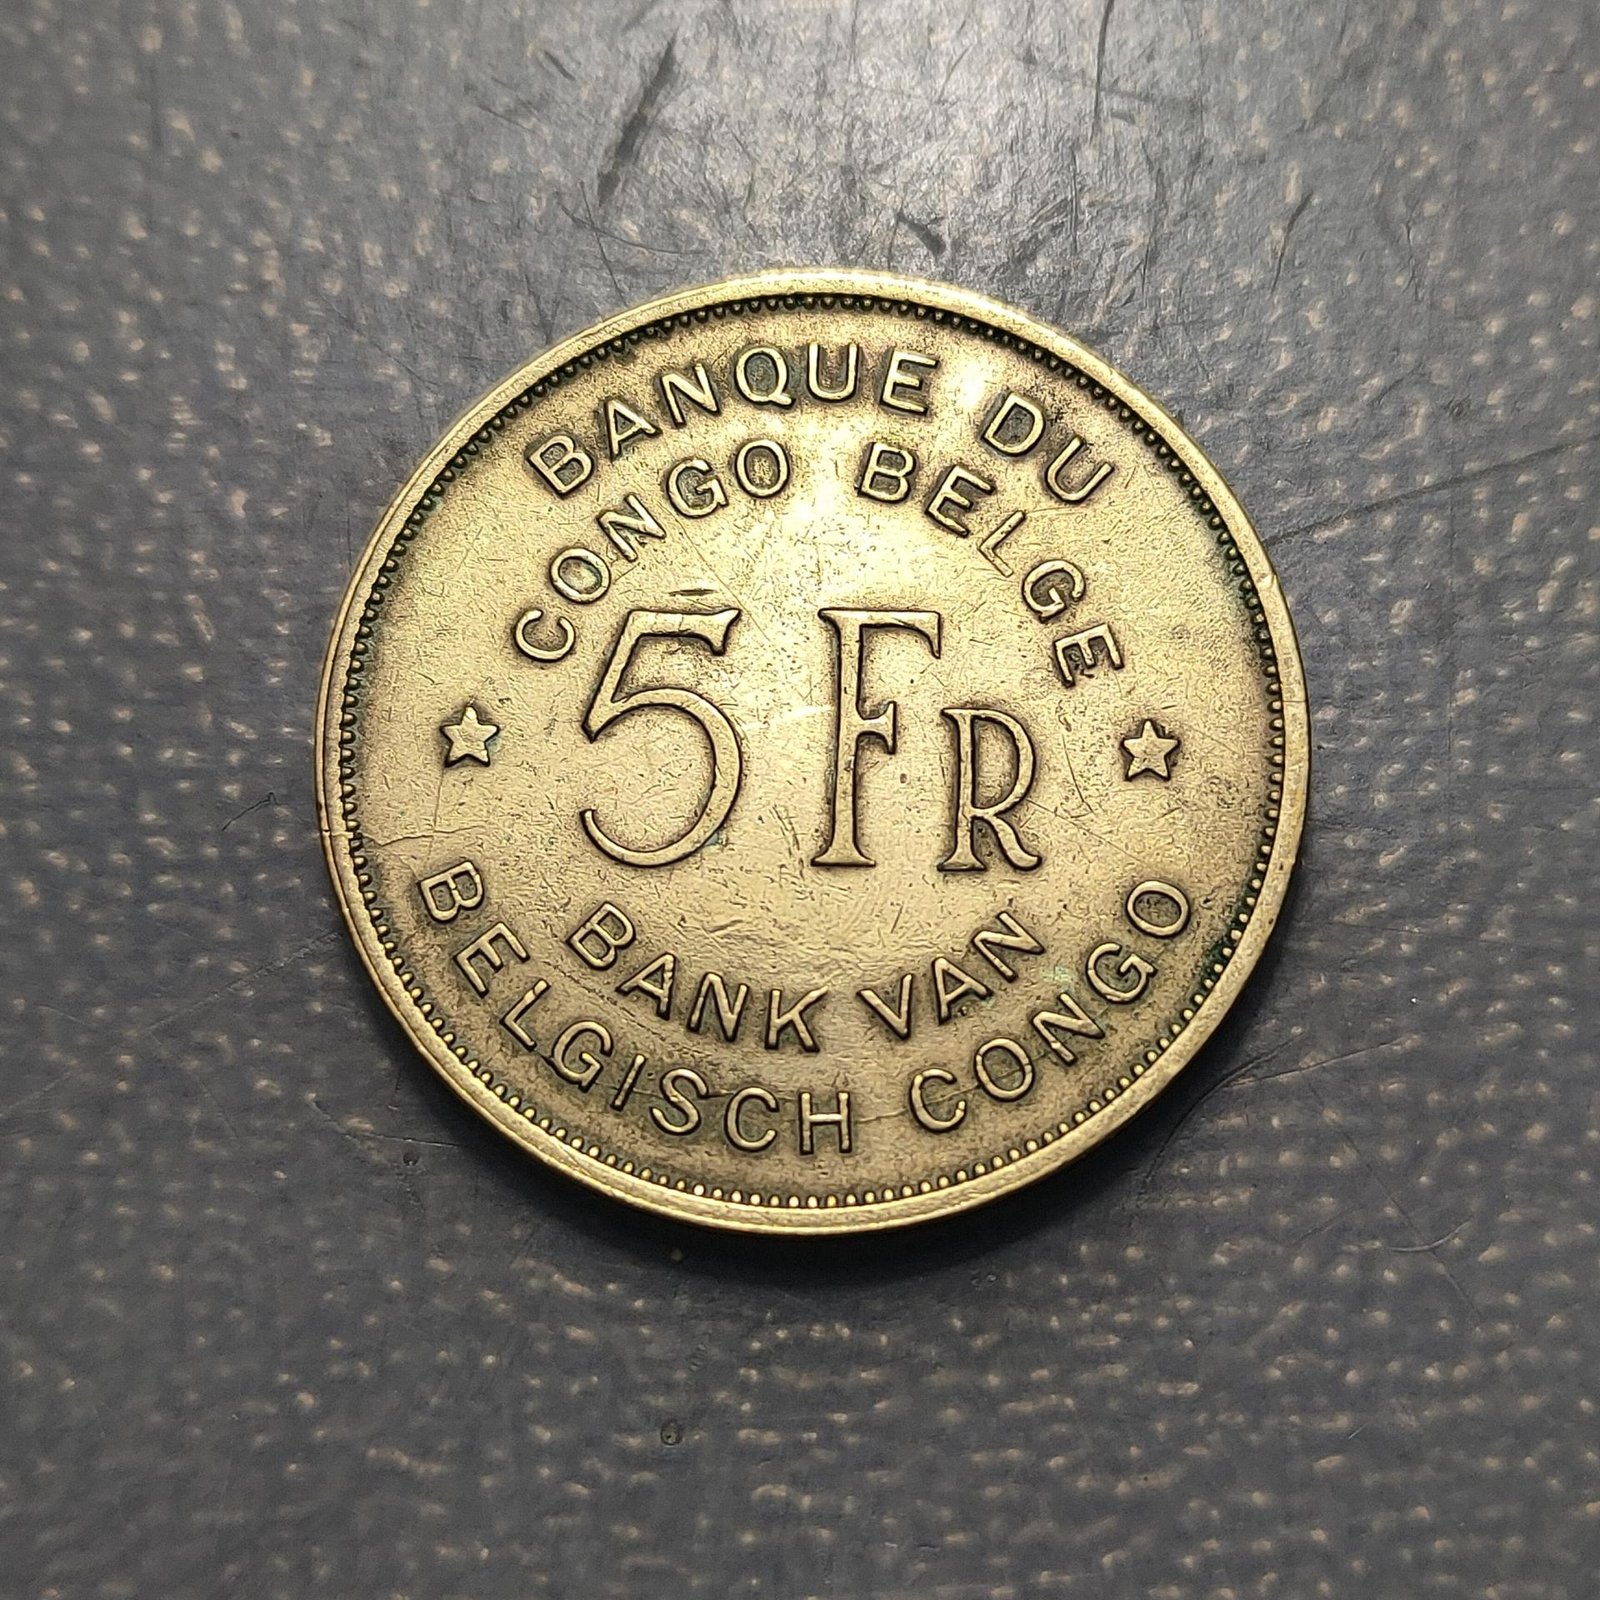 BANQUE DU
CONGO BELGE
5 FR
BANK VAN
BELGISCH CONGO